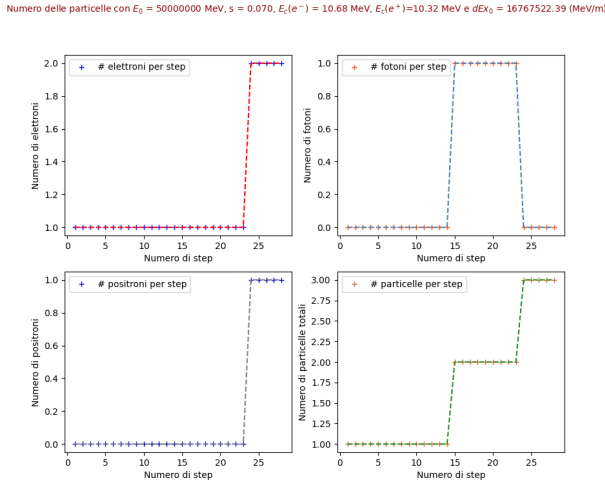 Numero delle particelle con E₀ = 50000000 MeV, s = 0.070, E_c(e⁻) = 10.68 MeV, E_c(e⁺)=10.32 MeV e dEx₀ = 16767522.39 (MeV/m)
# elettroni per step
2.0
1.8
1.6
1.4
1.2
1.0
Numero di elettroni
0 5 10 15 20 25
Numero di step
# fotoni per step
1.0
0.8
0.6
0.4
0.2
0.0
Numero di fotoni
0 5 10 15 20 25
Numero di step
# positroni per step
1.0
0.8
0.6
0.4
0.2
0.0
Numero di positroni
0 5 10 15 20 25
Numero di step
# particelle per step
3.00
2.75
2.50
2.25
2.00
1.75
1.50
1.25
1.00
Numero di particelle totali
0 5 10 15 20 25
Numero di step